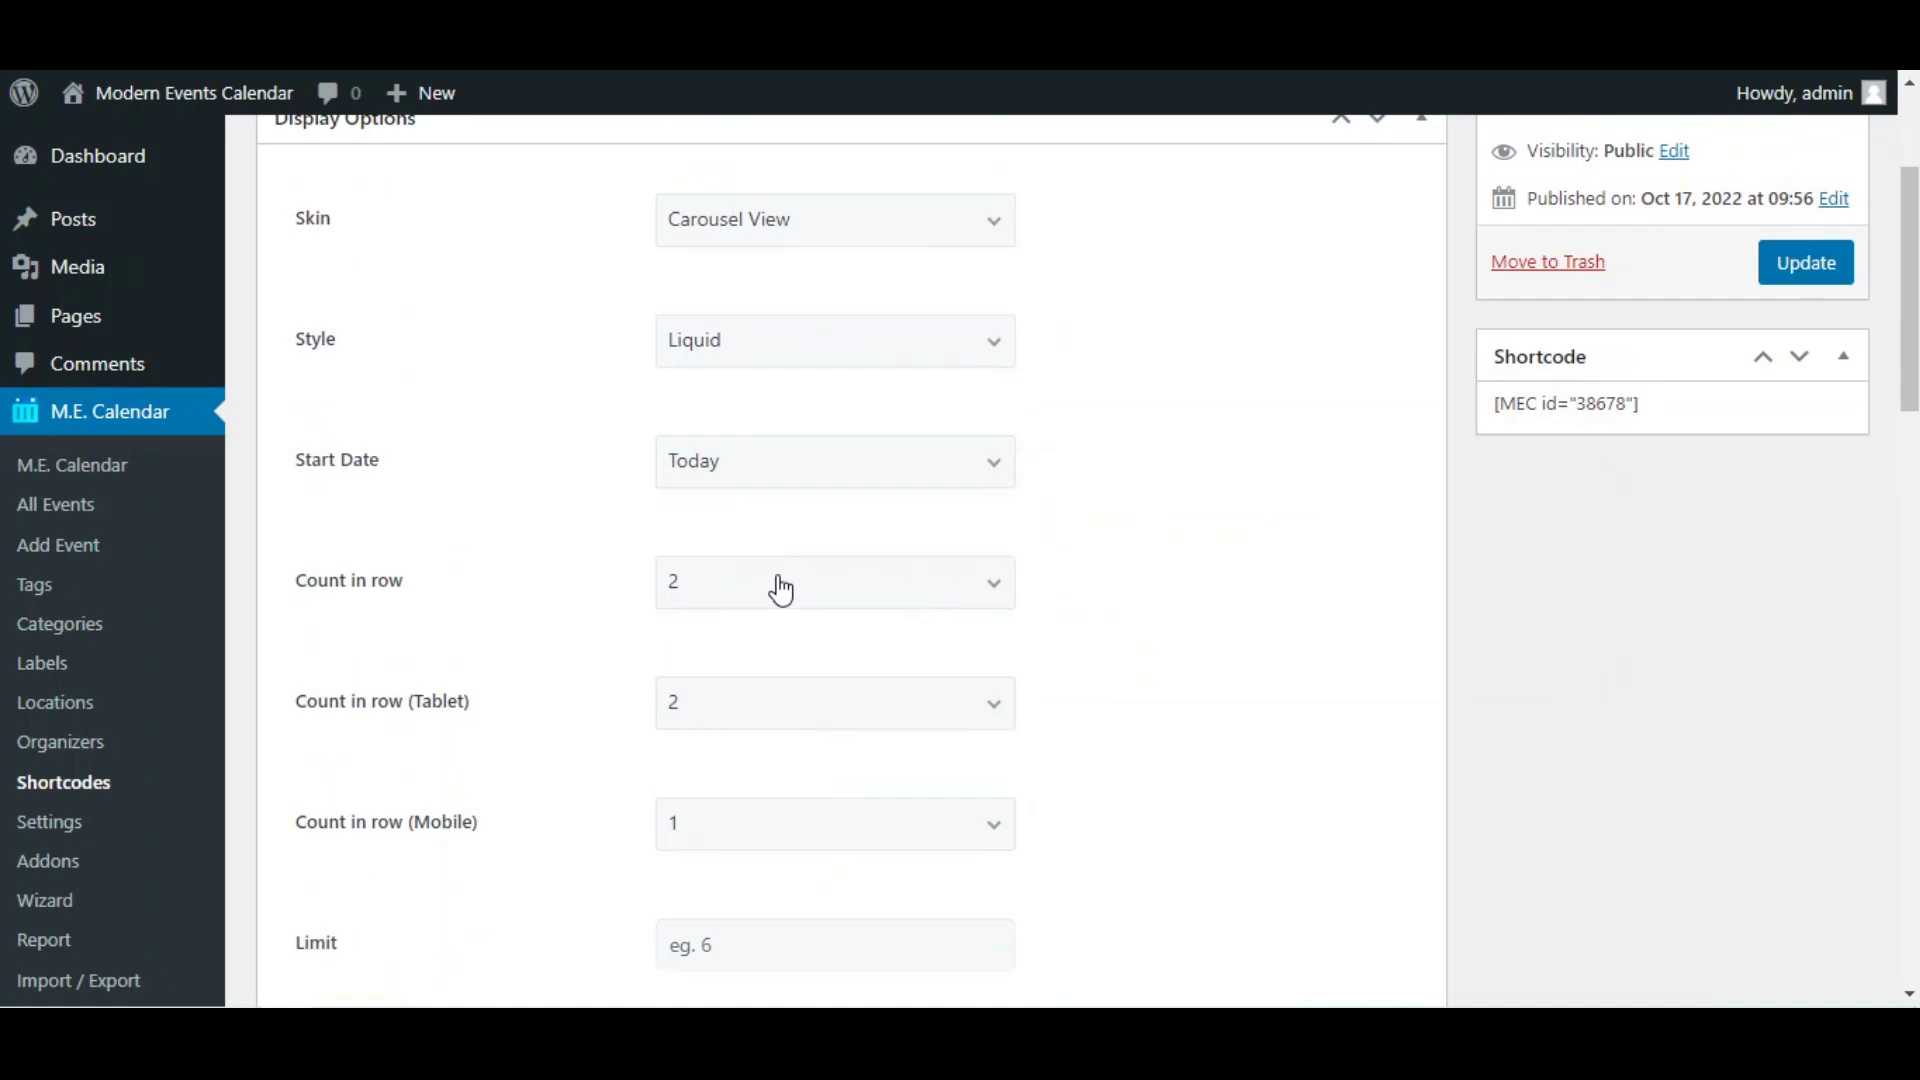 Modern Events Calendar 0 New Howdy, admin
Dashboard
Posts
Media
Pages
Comments
M.E. Calendar
M.E. Calendar
All Events
Add Event
Tags
Categories
Labels
Locations
Organizers
Shortcodes
Settings
Addons
Wizard
Report
Import / Export
Display Options
Skin Carousel View
Style Liquid
Start Date Today
Count in row 2
Count in row (Tablet) 2
Count in row (Mobile) 1
Limit eg. 6
Visibility: Public Edit
Published on: Oct 17, 2022 at 09:56 Edit
Move to Trash Update
Shortcode
[MEC id="38678"]